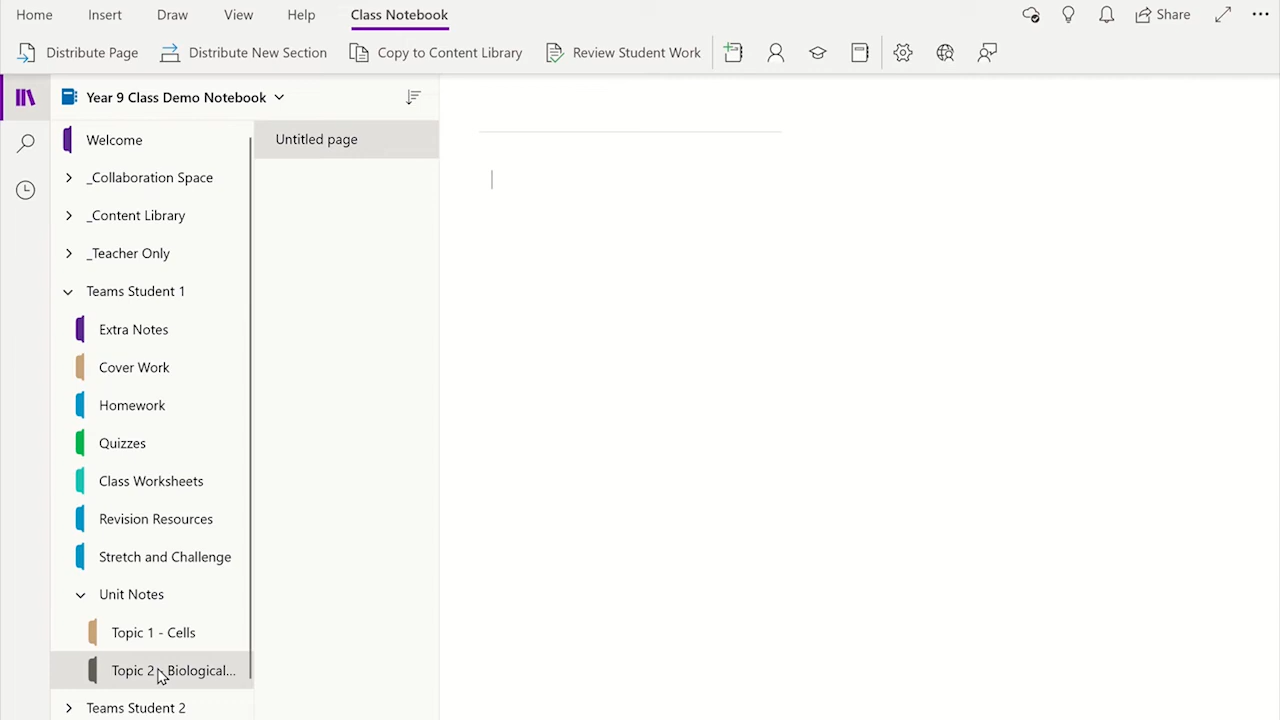 Home Insert Draw View Help Class Notebook Share
Distribute Page Distribute New Section Copy to Content Library Review Student Work
Year 9 Class Demo Notebook
Welcome
Untitled page
_Collaboration Space
_Content Library
_Teacher Only
Teams Student 1
Extra Notes
Cover Work
Homework
Quizzes
Class Worksheets
Revision Resources
Stretch and Challenge
Unit Notes
Topic 1 - Cells
Topic 2 - Biological...
Teams Student 2